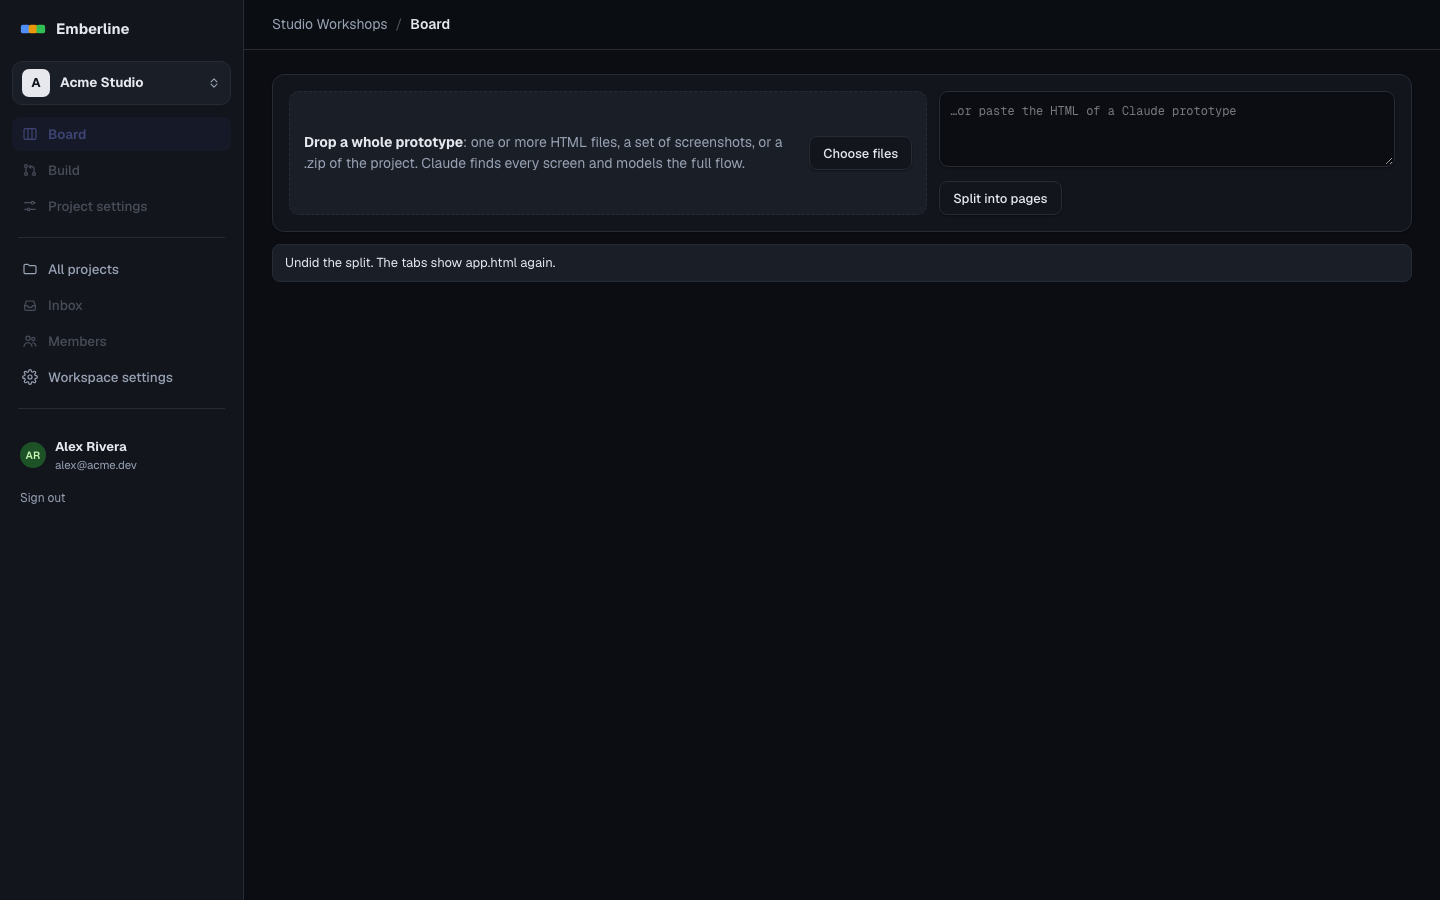 Emberline
A
Acme Studio
Board
Build
Project settings
All projects
Inbox
Members
Workspace settings
AR
Alex Rivera
alex@acme.dev
Sign out
Studio Workshops / Board
Drop a whole prototype: one or more HTML files, a set of screenshots, or a
.zip of the project. Claude finds every screen and models the full flow.
Choose files
…or paste the HTML of a Claude prototype
Split into pages
Undid the split. The tabs show app.html again.